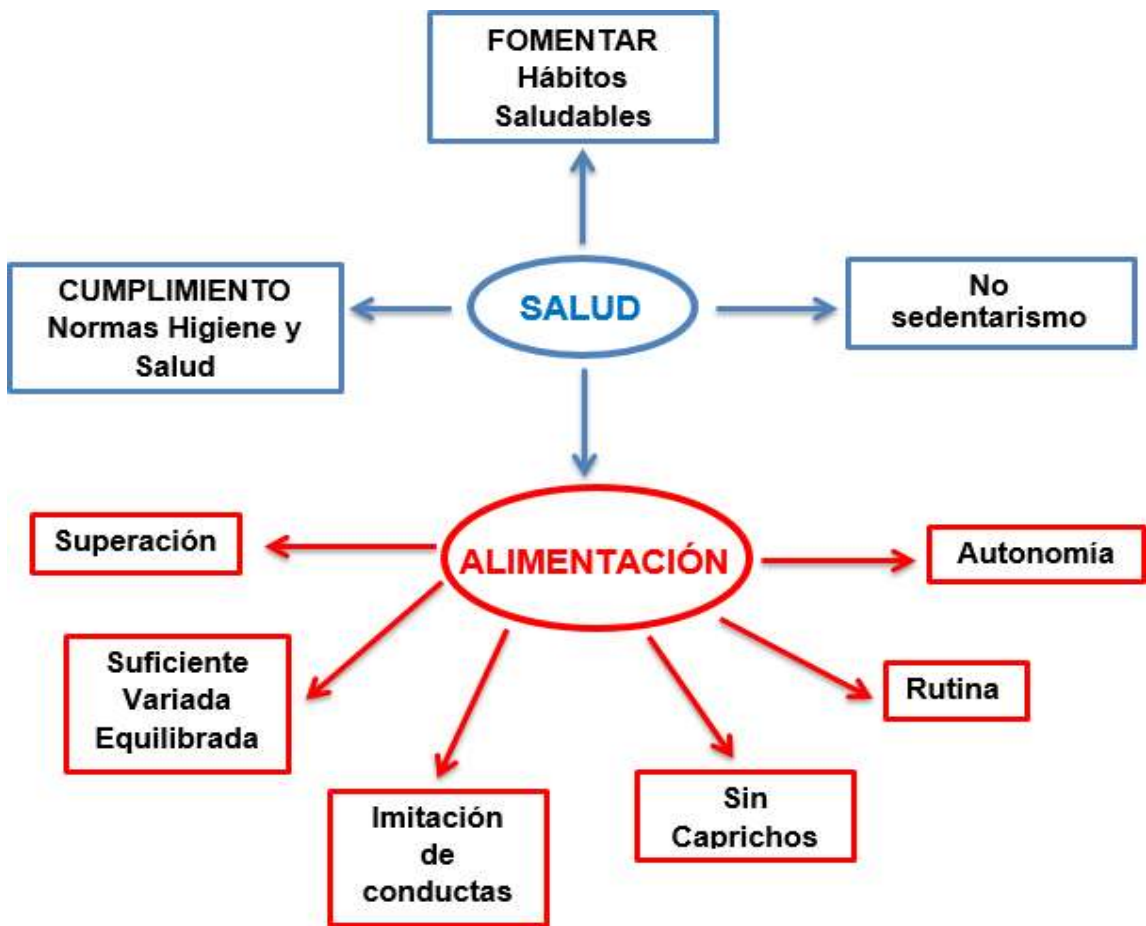 FOMENTAR
Hábitos
Saludables
CUMPLIMIENTO
Normas Higiene y
Salud
SALUD
No
sedentarismo
ALIMENTACIÓN
Superación
Autonomía
Suficiente
Variada
Equilibrada
Rutina
Imitación
de
conductas
Sin
Caprichos